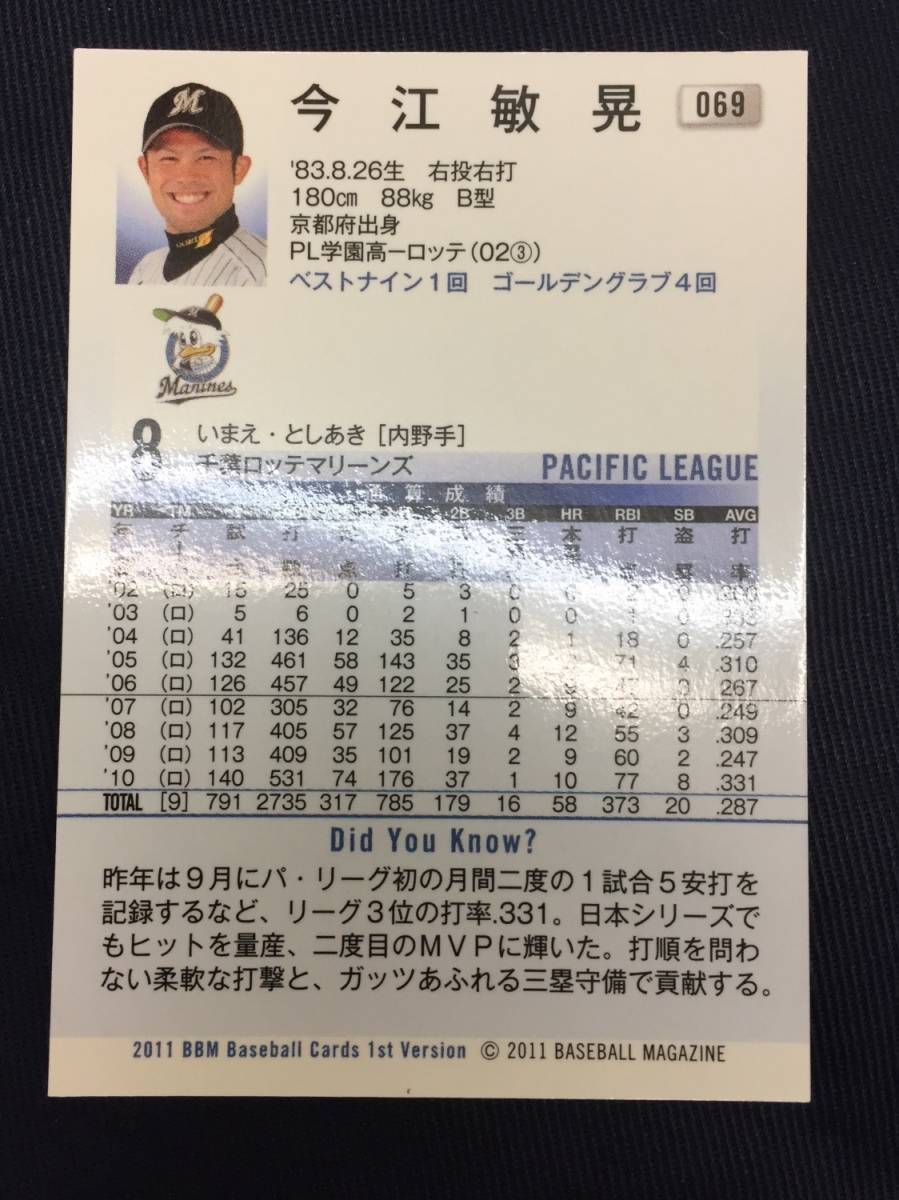 今江敏晃 069
'83.8.26生 右投右打
180cm 88kg B型
京都府出身
PL学園高ーロッテ(02③)
ベストナイン1回 ゴールデングラブ4回
Marines
8 いまえ・としあき [内野手]
千葉ロッテマリーンズ PACIFIC LEAGUE
通算成績
YR TM 2B 3B HR RBI SB AVG
'02 (ロ) 15 25 0 5 3 0
'03 (ロ) 5 6 0 2 1 0 0
'04 (ロ) 41 136 12 35 8 2 1 18 0 .257
'05 (ロ) 132 461 58 143 35 3 71 4 .310
'06 (ロ) 126 457 49 122 25 2 .267
'07 (ロ) 102 305 32 76 14 2 9 42 0 .249
'08 (ロ) 117 405 57 125 37 4 12 55 3 .309
'09 (ロ) 113 409 35 101 19 2 9 60 2 .247
'10 (ロ) 140 531 74 176 37 1 10 77 8 .331
TOTAL [9] 791 2735 317 785 179 16 58 373 20 .287
Did You Know?
昨年は9月にパ・リーグ初の月間二度の1試合5安打を
記録するなど、リーグ3位の打率.331。日本シリーズで
もヒットを量産、二度目のMVPに輝いた。打順を問わ
ない柔軟な打撃と、ガッツあふれる三塁守備で貢献する。
2011 BBM Baseball Cards 1st Version © 2011 BASEBALL MAGAZINE